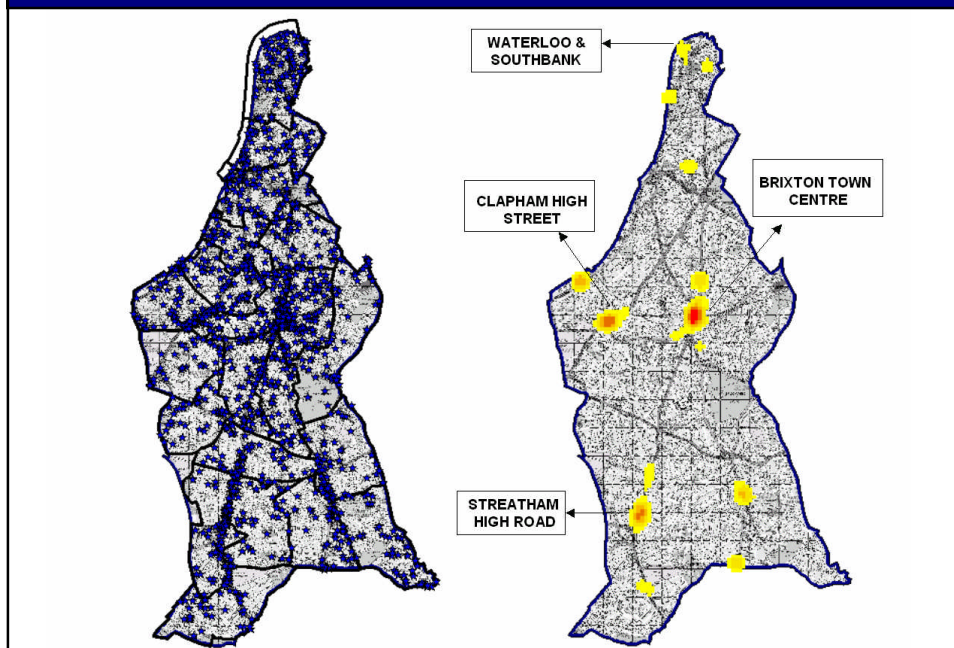 WATERLOO &
SOUTHBANK
CLAPHAM HIGH
STREET
BRIXTON TOWN
CENTRE
STREATHAM
HIGH ROAD